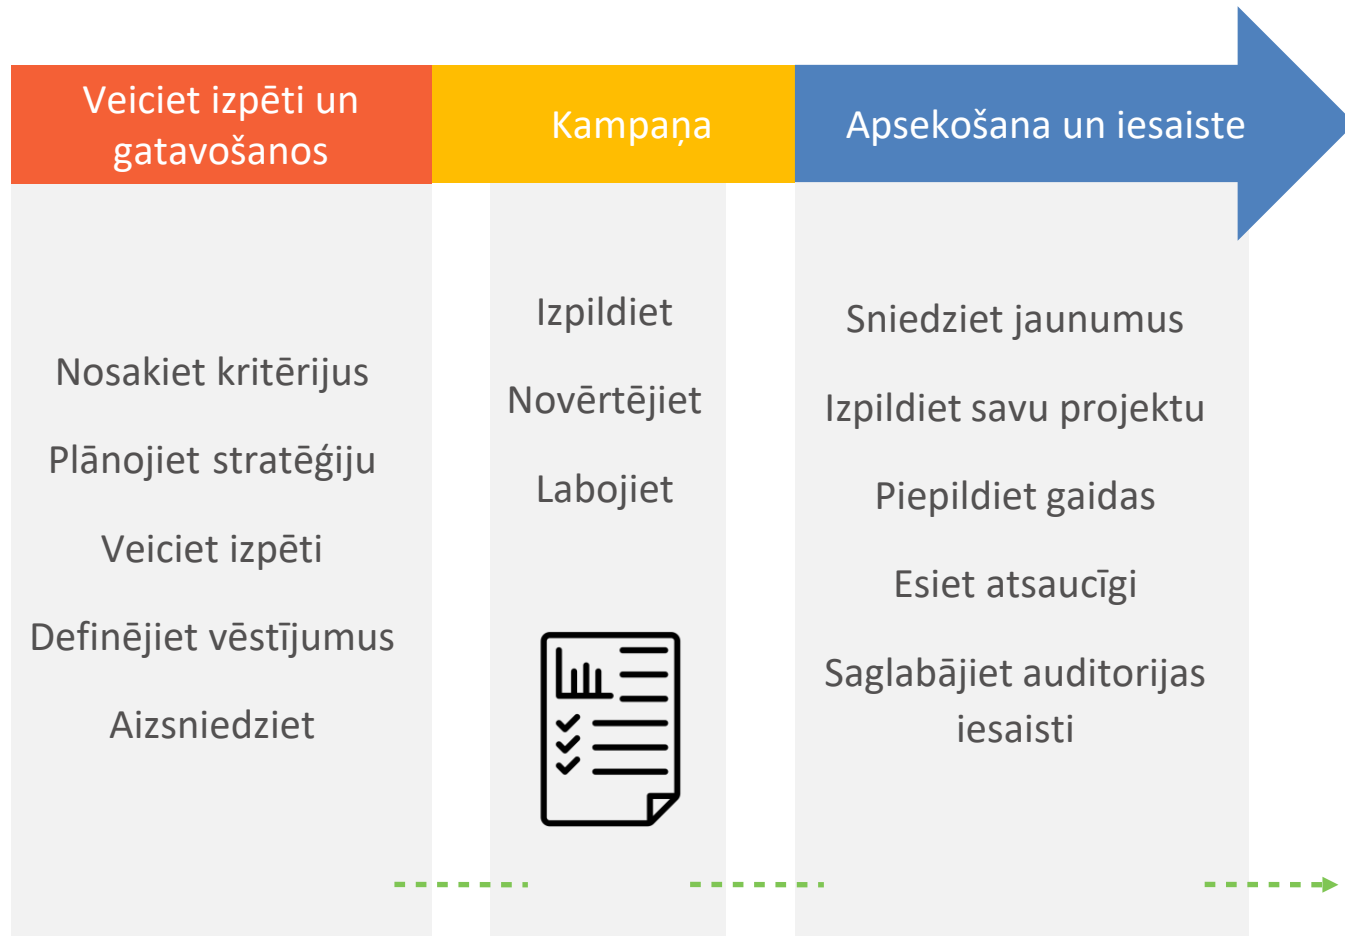 Veiciet izpēti un
gatavošanos
Kampaņa
Apsekošana un iesaiste
Nosakiet kritērijus
Plānojiet stratēģiju
Veiciet izpēti
Definējiet vēstījumus
Aizsniedziet
Izpildiet
Novērtējiet
Labojiet
Sniedziet jaunumus
Izpildiet savu projektu
Piepildiet gaidas
Esiet atsaucīgi
Saglabājiet auditorijas
iesaisti